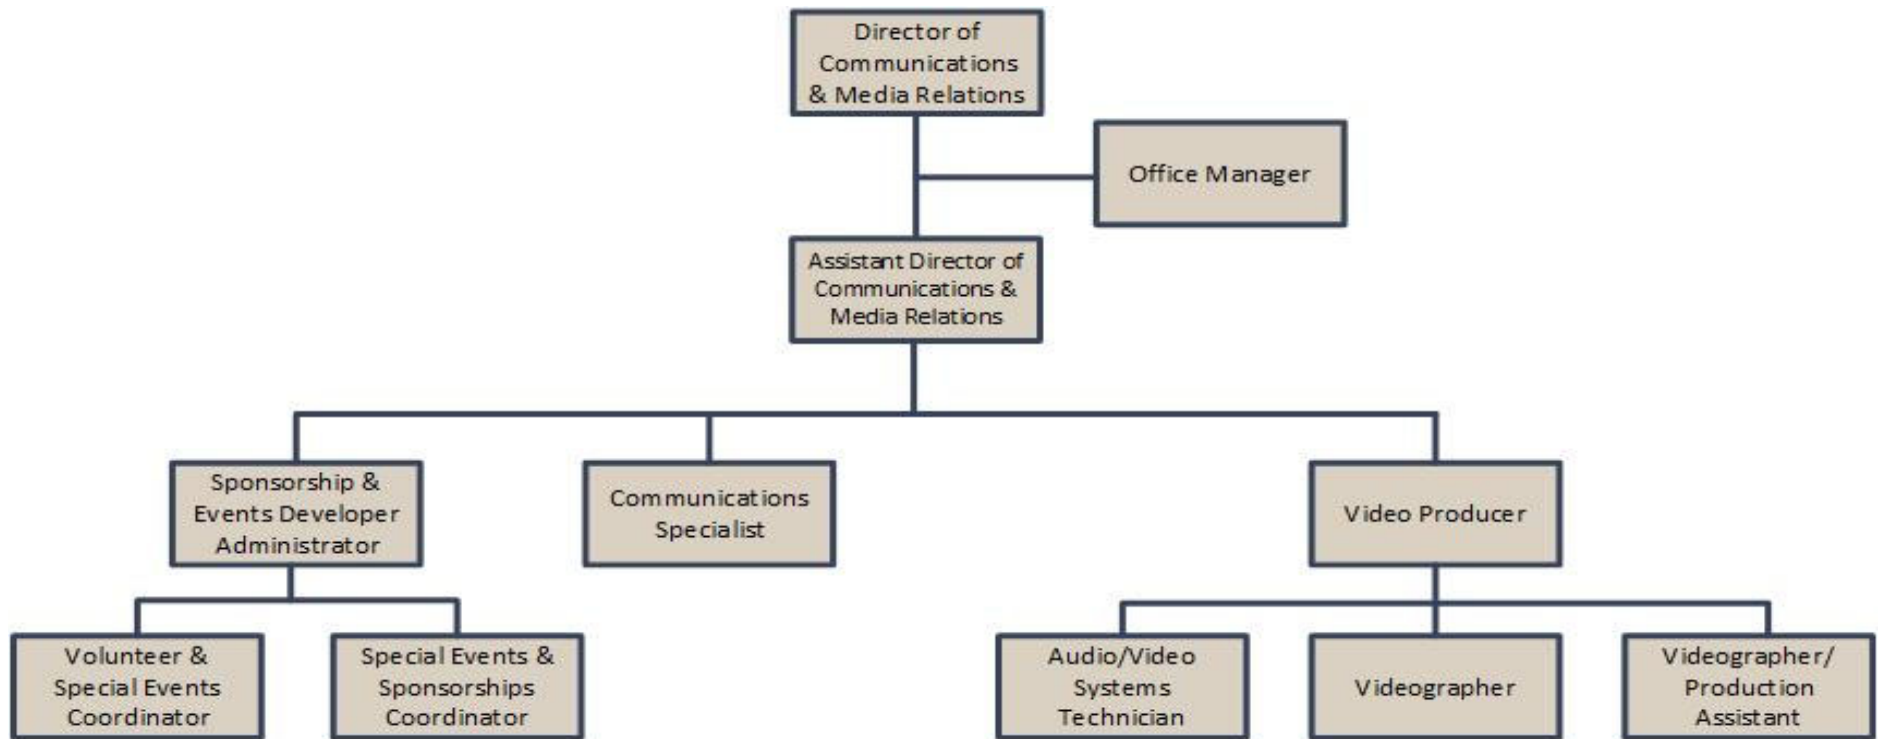 Director of
Communications
& Media Relations
Office Manager
Assistant Director of
Communications &
Media Relations
Sponsorship &
Events Developer
Administrator
Communications
Specialist
Video Producer
Volunteer &
Special Events
Coordinator
Special Events &
Sponsorships
Coordinator
Audio/Video
Systems
Technician
Videographer
Videographer/
Production
Assistant